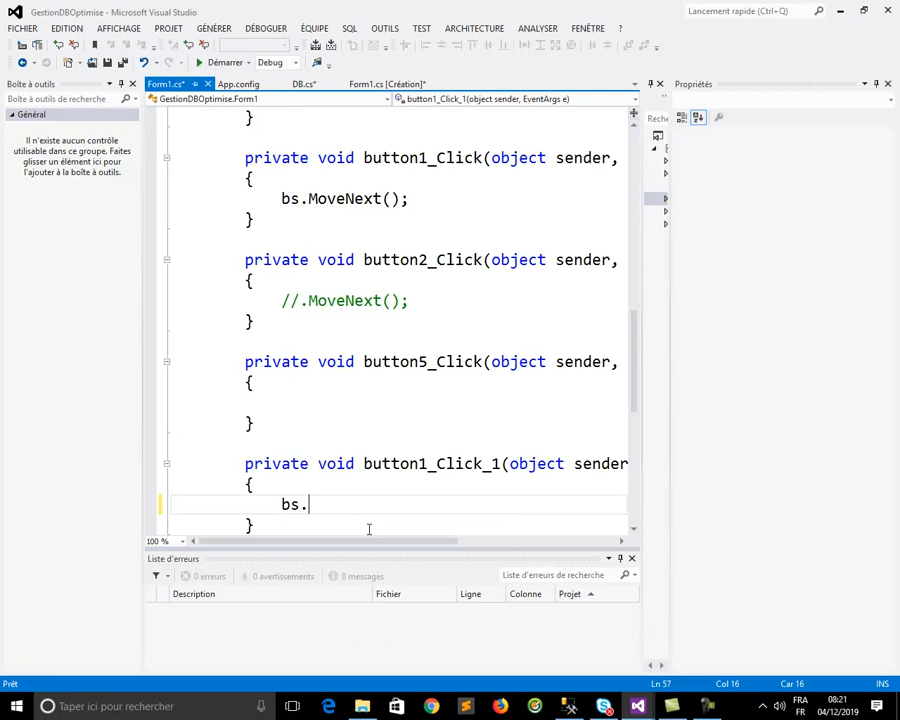 GestionDBOptimise - Microsoft Visual Studio
Lancement rapide (Ctrl+Q)
FICHIER EDITION AFFICHAGE PROJET GÉNÉRER DÉBOGUER ÉQUIPE SQL OUTILS TEST ARCHITECTURE ANALYSER FENÊTRE ?
Démarrer Debug
Boîte à outils
Form1.cs* App.config DB.cs* Form1.cs [Création]*
Propriétés
Boîte à outils de recherche
GestionDBOptimise.Form1
button1_Click_1(object sender, EventArgs e)
Général
Il n'existe aucun contrôle
utilisable dans ce groupe. Faites
glisser un élément ici pour
l'ajouter à la boîte à outils.
Reche
}
private void button1_Click(object sender,
{
bs.MoveNext();
}
private void button2_Click(object sender,
{
//.MoveNext();
}
private void button5_Click(object sender,
{
}
private void button1_Click_1(object sender
{
bs.
}
100 %
Liste d'erreurs
0 erreurs 0 avertissements 0 messages Liste d'erreurs de recherche
Description Fichier Ligne Colonne Projet
Prêt Ln 57 Col 16 Car 16 INS
Taper ici pour rechercher
FRA 08:21
FR 04/12/2019